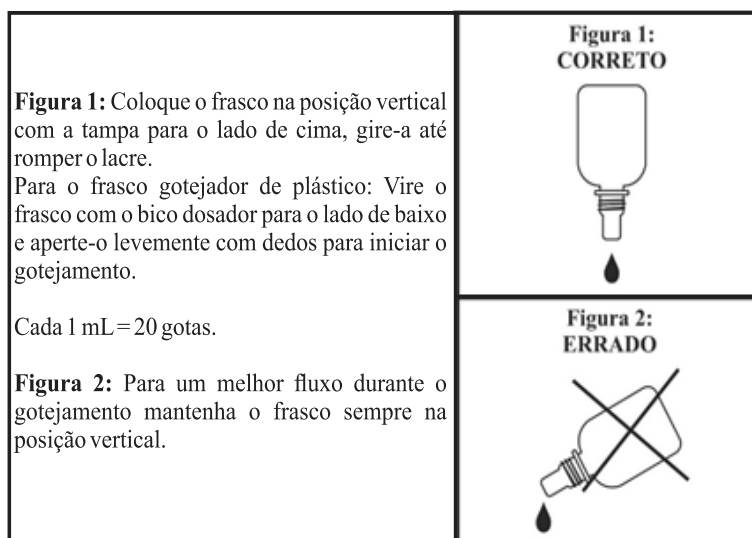 Figura 1: Coloque o frasco na posição vertical
com a tampa para o lado de cima, gire-a até
romper o lacre.
Para o frasco gotejador de plástico: Vire o
frasco com o bico dosador para o lado de baixo
e aperte-o levemente com dedos para iniciar o
gotejamento.
Cada 1 mL = 20 gotas.
Figura 2: Para um melhor fluxo durante o
gotejamento mantenha o frasco sempre na
posição vertical.
Figura 1:
CORRETO
Figura 2:
ERRADO